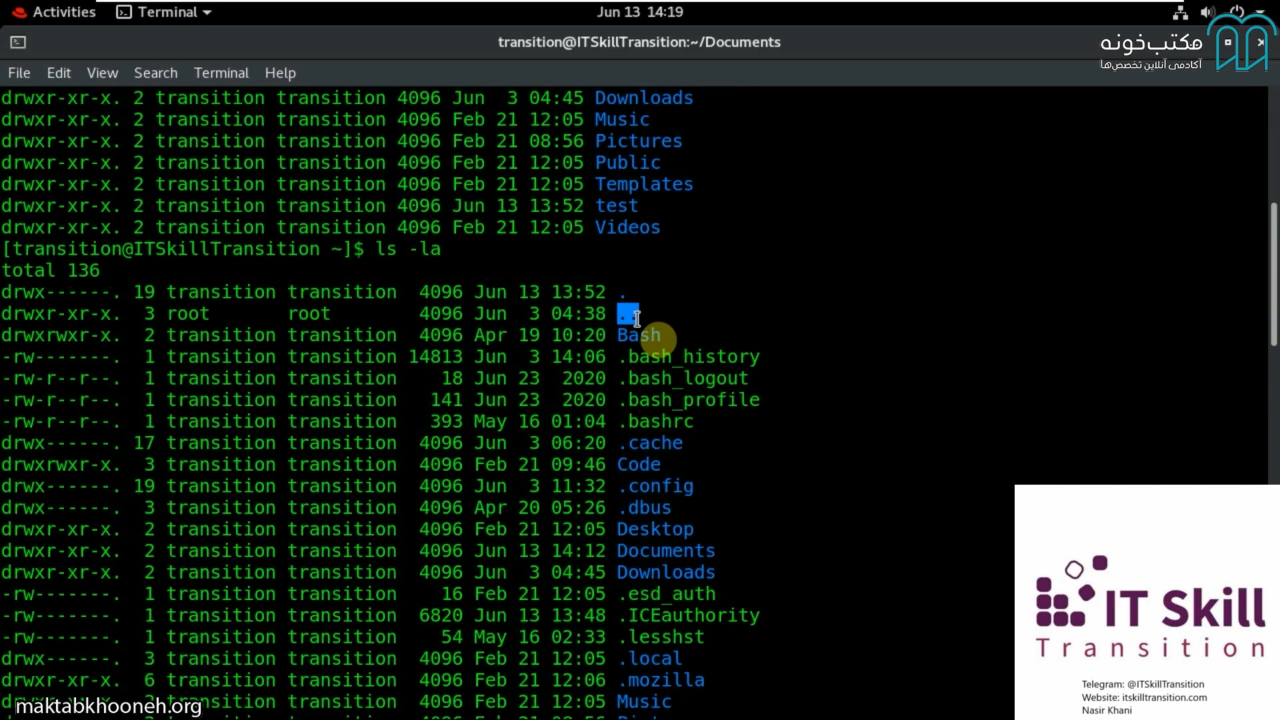 Activities Terminal Jun 13 14:19
transition@ITSkillTransition:~/Documents
مکتب‌خونه
آکادمی آنلاین تخصص‌ها
File Edit View Search Terminal Help
drwxr-xr-x. 2 transition transition 4096 Jun  3 04:45 Downloads
drwxr-xr-x. 2 transition transition 4096 Feb 21 12:05 Music
drwxr-xr-x. 2 transition transition 4096 Feb 21 08:56 Pictures
drwxr-xr-x. 2 transition transition 4096 Feb 21 12:05 Public
drwxr-xr-x. 2 transition transition 4096 Feb 21 12:05 Templates
drwxr-xr-x. 2 transition transition 4096 Jun 13 13:52 test
drwxr-xr-x. 2 transition transition 4096 Feb 21 12:05 Videos
[transition@ITSkillTransition ~]$ ls -la
total 136
drwx------. 19 transition transition  4096 Jun 13 13:52 .
drwxr-xr-x.  3 root       root        4096 Jun  3 04:38 ..
drwxrwxr-x.  2 transition transition  4096 Apr 19 10:20 Bash
-rw-------.  1 transition transition 14813 Jun  3 14:06 .bash_history
-rw-r--r--.  1 transition transition    18 Jun 23  2020 .bash_logout
-rw-r--r--.  1 transition transition   141 Jun 23  2020 .bash_profile
-rw-r--r--.  1 transition transition   393 May 16 01:04 .bashrc
drwx------. 17 transition transition  4096 Jun  3 06:20 .cache
drwxrwxr-x.  3 transition transition  4096 Feb 21 09:46 Code
drwx------. 19 transition transition  4096 Jun  3 11:32 .config
drwx------.  3 transition transition  4096 Apr 20 05:26 .dbus
drwxr-xr-x.  2 transition transition  4096 Feb 21 12:05 Desktop
drwxr-xr-x.  2 transition transition  4096 Jun 13 14:12 Documents
drwxr-xr-x.  2 transition transition  4096 Jun  3 04:45 Downloads
-rw-------.  1 transition transition    16 Feb 21 12:05 .esd_auth
-rw-------.  1 transition transition  6820 Jun 13 13:48 .ICEauthority
-rw-------.  1 transition transition    54 May 16 02:33 .lesshst
drwx------.  3 transition transition  4096 Feb 21 12:05 .local
drwx------.  6 transition transition  4096 Feb 21 12:06 .mozilla
transition 4096 Feb 21 12:05 Music
maktabkhooneh.org
IT Skill
Transition
Telegram: @ITSkillTransition
Website: itskilltransition.com
Nasir Khani